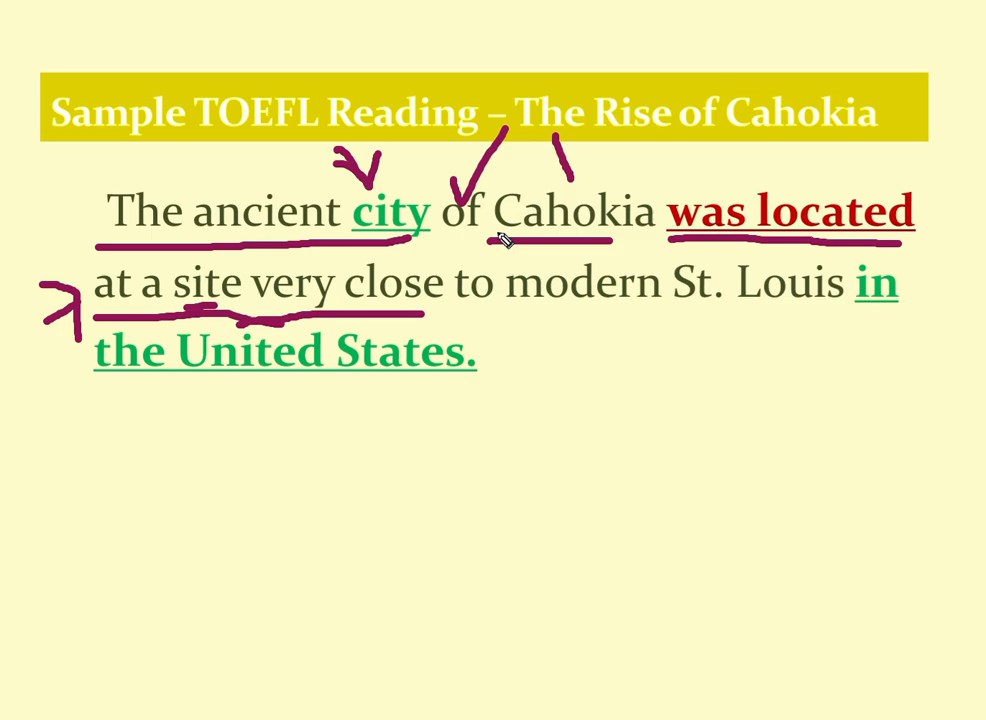 Sample TOEFL Reading – The Rise of Cahokia
The ancient city of Cahokia was located
at a site very close to modern St. Louis in
the United States.